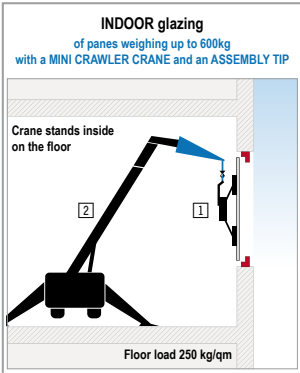 INDOOR glazing
of panes weighing up to 600kg
with a MINI CRAWLER CRANE and an ASSEMBLY TIP
Crane stands inside
on the floor
2
1
Floor load 250 kg/qm